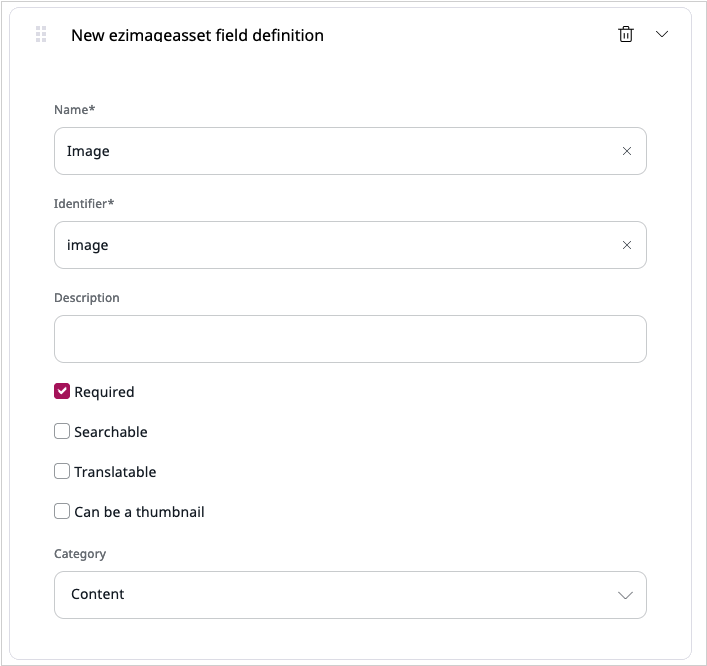 New ezimageasset field definition
Name*
Image
Identifier*
image
Description
Required
Searchable
Translatable
Can be a thumbnail
Category
Content